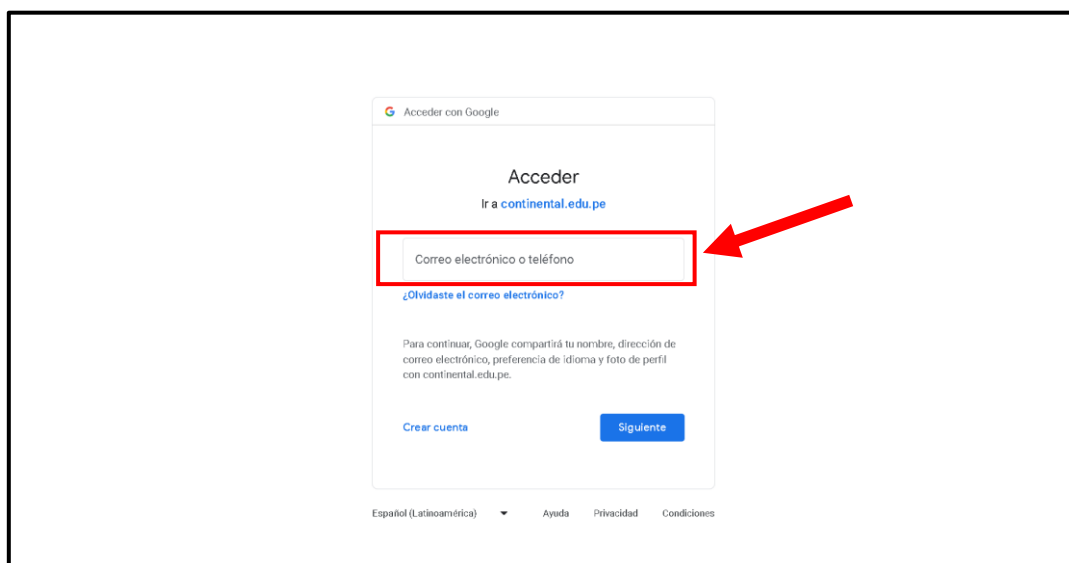 Acceder con Google
Acceder
Ir a continental.edu.pe
Correo electrónico o teléfono
¿Olvidaste el correo electrónico?
Para continuar, Google compartirá tu nombre, dirección de
correo electrónico, preferencia de idioma y foto de perfil
con continental.edu.pe.
Crear cuenta Siguiente
Español (Latinoamérica) Ayuda Privacidad Condiciones